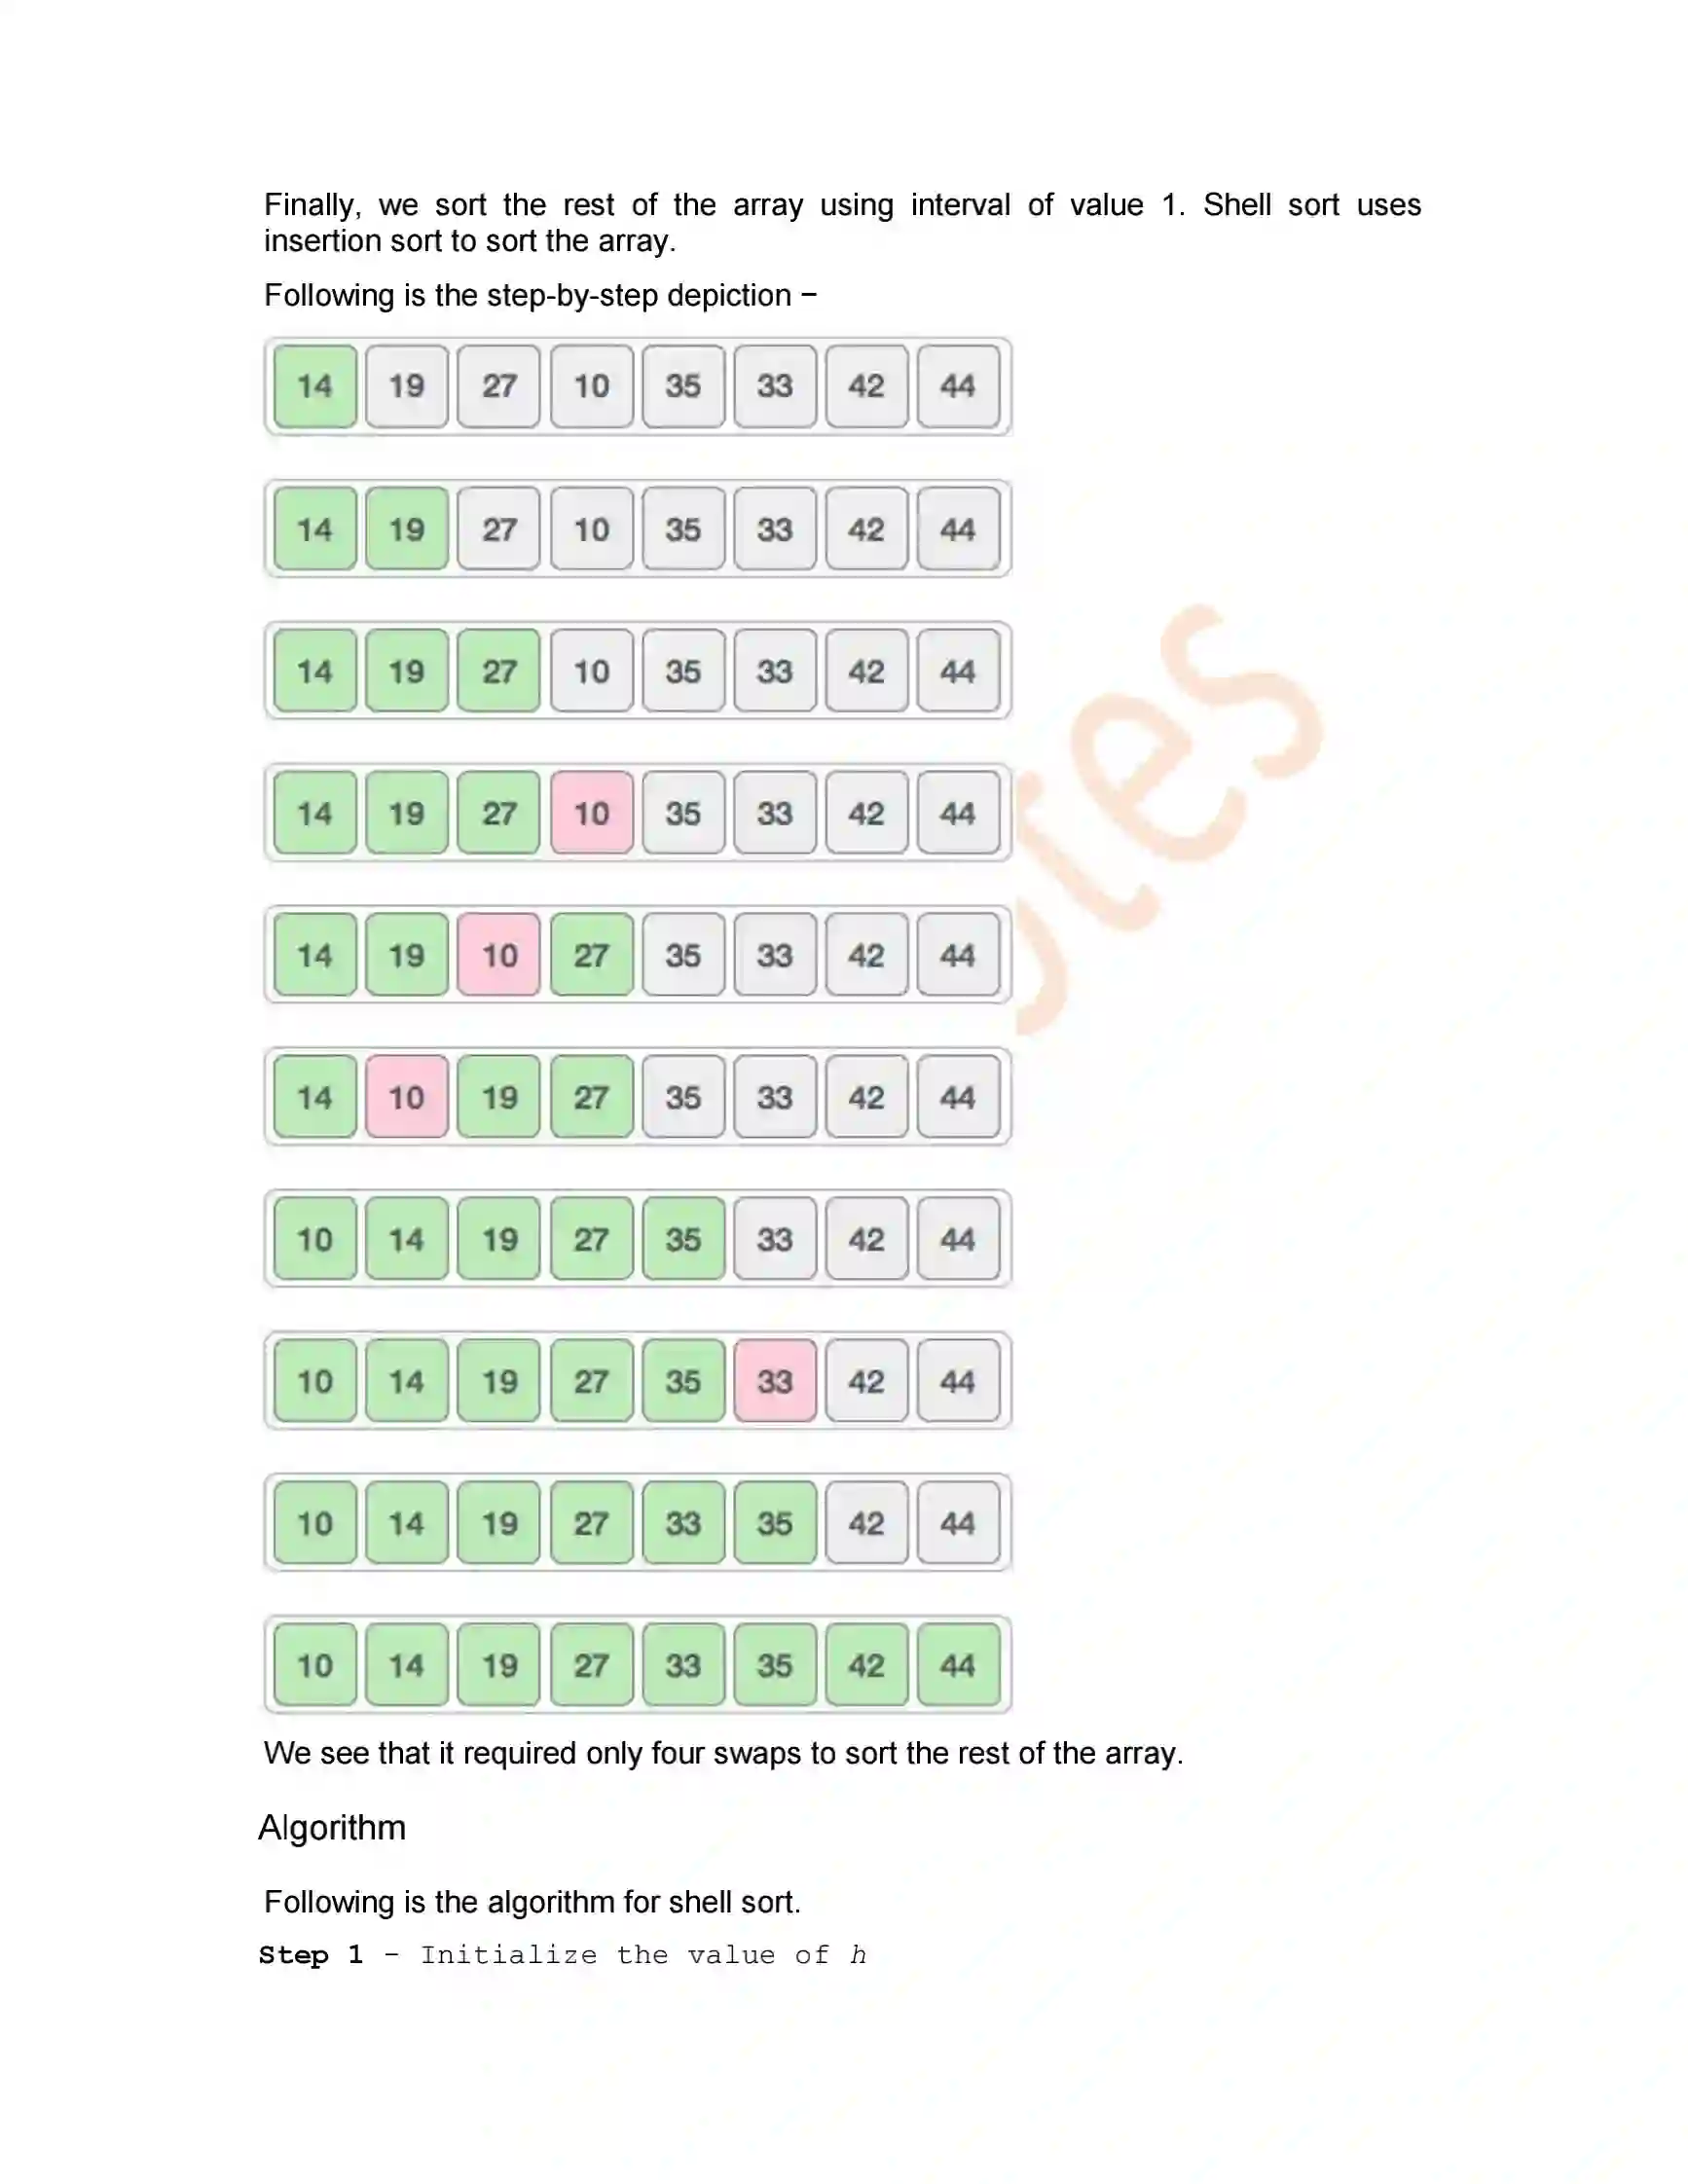 Finally, we sort the rest of the array using interval of value 1. Shell sort uses
insertion sort to sort the array.
Following is the step-by-step depiction −
14 19 27 10 35 33 42 44
14 19 27 10 35 33 42 44
14 19 27 10 35 33 42 44
14 19 27 10 35 33 42 44
14 19 10 27 35 33 42 44
14 10 19 27 35 33 42 44
10 14 19 27 35 33 42 44
10 14 19 27 35 33 42 44
10 14 19 27 33 35 42 44
10 14 19 27 33 35 42 44
We see that it required only four swaps to sort the rest of the array.
Algorithm
Following is the algorithm for shell sort.
Step 1 − Initialize the value of h